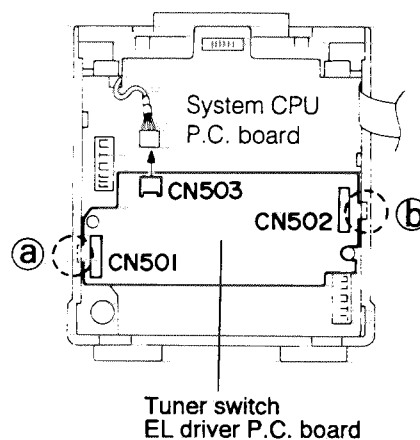 System CPU
P.C. board
CN503
CN502
b
a
CN501
Tuner switch
EL driver P.C. board